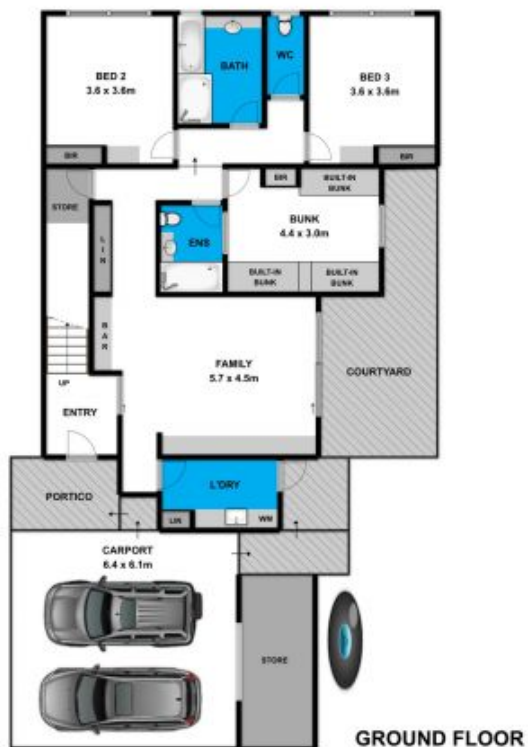 BED 2
3.6 x 3.6m
BATH
WC
BED 3
3.6 x 3.6m
BIR
BIR
STORE
LIN
BIR
BUILT-IN
BUNK
BUNK
4.4 x 3.0m
ENS
BUILT-IN
BUNK
BUILT-IN
BUNK
BAR
FAMILY
5.7 x 4.5m
COURTYARD
UP
ENTRY
PORTICO
L'DRY
LIN
WM
CARPORT
6.4 x 6.1m
STORE
GROUND FLOOR